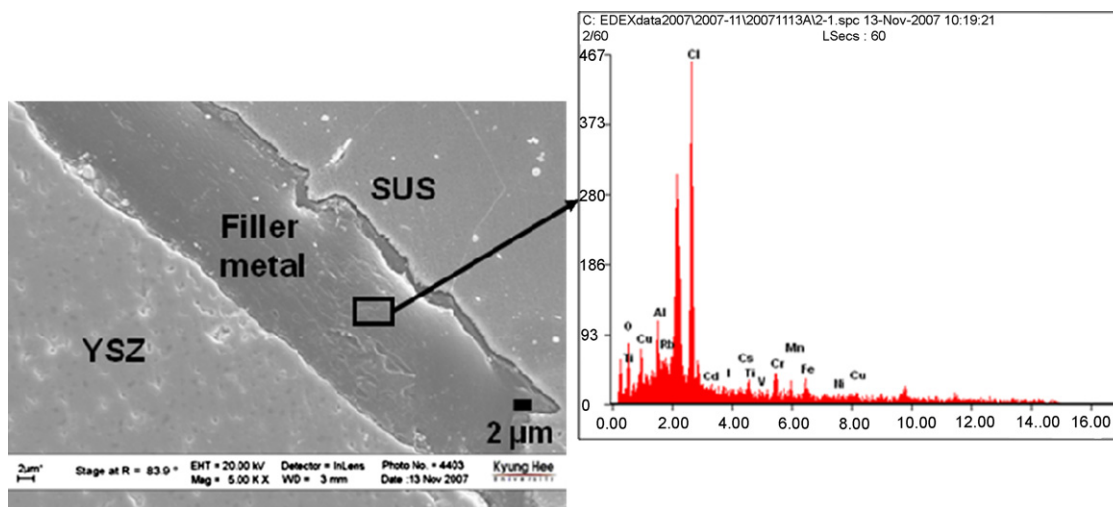 C: EDEXdata2007\2007-11\20071113A\2-1.spc 13-Nov-2007 10:19:21
2/60 LSecs : 60
467
373
280
186
93
Cl
O
Ti
Cu
Al
Rb
Cd
I
Cs
Ti
V
Cr
Mn
Fe
Ni
Cu
0.00 2.00 4.00 6.00 8.00 10.00 12.00 14.00 16.00
SUS
Filler
metal
YSZ
2 µm
2µm* Stage at R = 83.9 ° EHT = 20.00 kV Detector = InLens Photo No. = 4403 Kyung Hee
Mag = 5.00 K X WD = 3 mm Date :13 Nov 2007 University